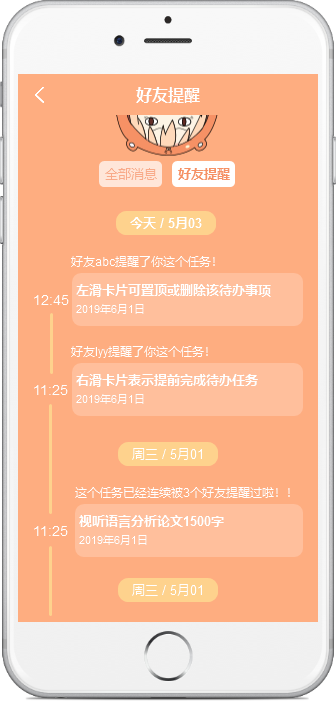 好友提醒
全部消息
好友提醒
今天 / 5月03
好友abc提醒了你这个任务！
12:45
左滑卡片可置顶或删除该待办事项
2019年6月1日
好友lyy提醒了你这个任务！
11:25
右滑卡片表示提前完成待办任务
2019年6月1日
周三 / 5月01
这个任务已经连续被3个好友提醒过啦！！
11:25
视听语言分析论文1500字
2019年6月1日
周三 / 5月01